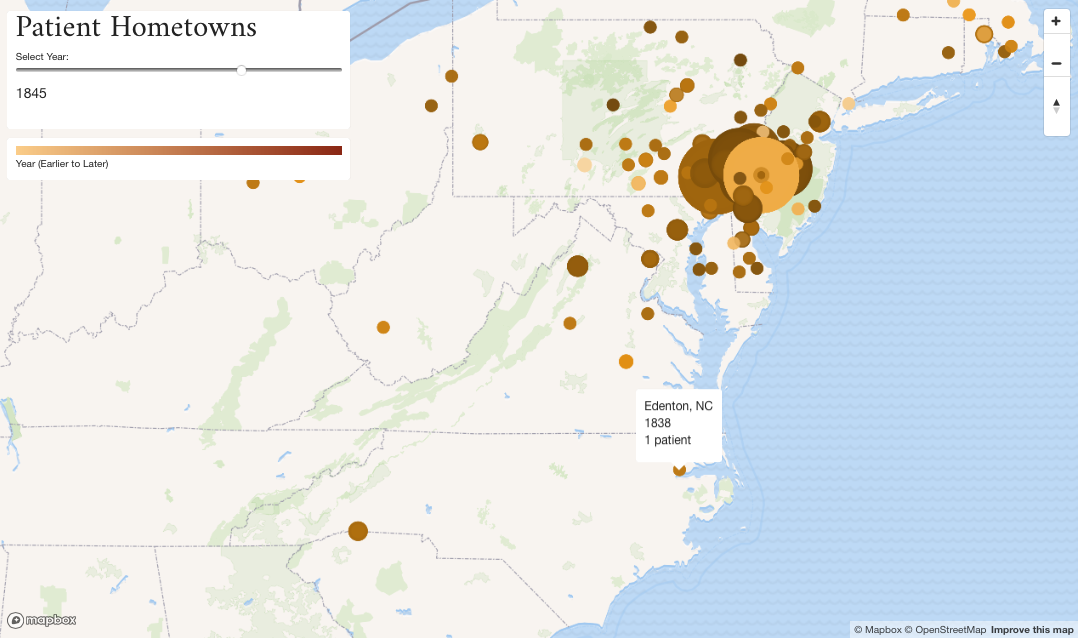 Patient Hometowns
Select Year:
1845
Year (Earlier to Later)
Edenton, NC
1838
1 patient
mapbox
© Mapbox © OpenStreetMap Improve this map